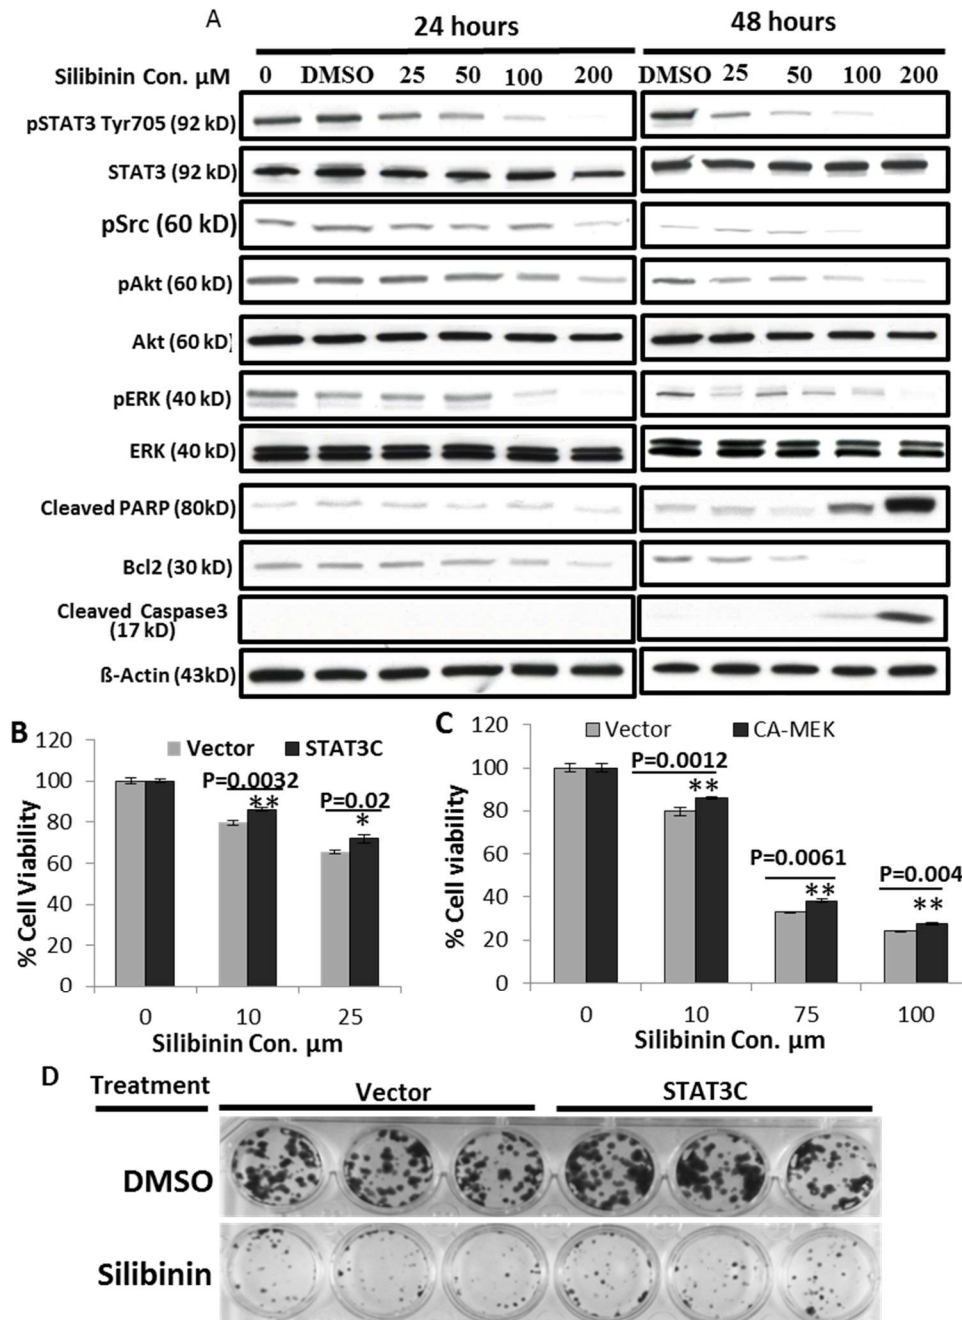 A
24 hours
48 hours
Silibinin Con. µM 0 DMSO 25 50 100 200 DMSO 25 50 100 200
pSTAT3 Tyr705 (92 kD)
STAT3 (92 kD)
pSrc (60 kD)
pAkt (60 kD)
Akt (60 kD)
pERK (40 kD)
ERK (40 kD)
Cleaved PARP (80kD)
Bcl2 (30 kD)
Cleaved Caspase3
(17 kD)
ß-Actin (43kD)
B
Vector STAT3C
P=0.0032
**
P=0.02
*
120
100
80
60
40
20
0
% Cell Viability
0 10 25
Silibinin Con. µm
C
Vector CA-MEK
P=0.0012
**
P=0.0061
**
P=0.004
**
120
100
80
60
40
20
0
% Cell viability
0 10 75 100
Silibinin Con. µm
D
Treatment Vector STAT3C
DMSO
Silibinin